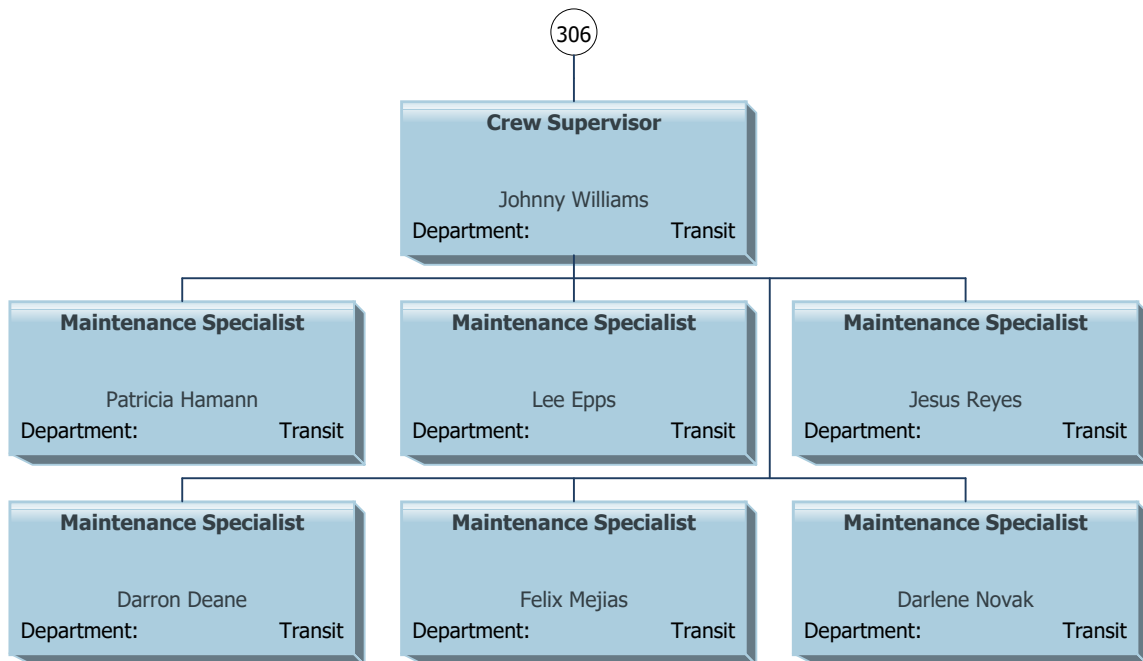 306
Crew Supervisor
Johnny Williams
Department: Transit
Maintenance Specialist
Patricia Hamann
Department: Transit
Maintenance Specialist
Lee Epps
Department: Transit
Maintenance Specialist
Jesus Reyes
Department: Transit
Maintenance Specialist
Darron Deane
Department: Transit
Maintenance Specialist
Felix Mejias
Department: Transit
Maintenance Specialist
Darlene Novak
Department: Transit